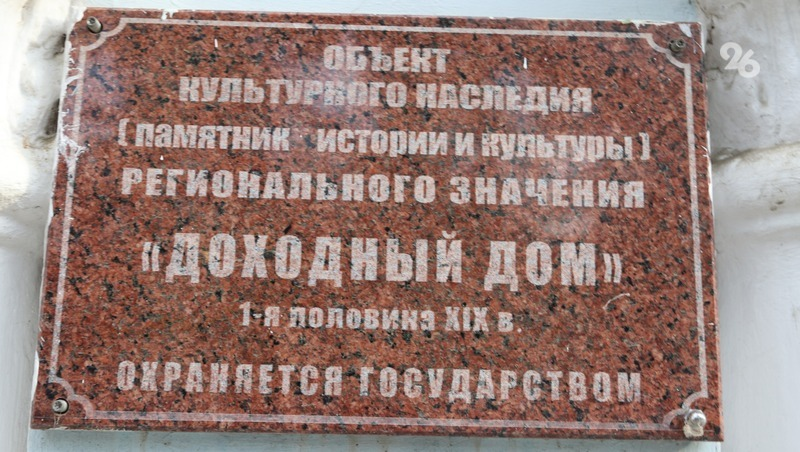 26
ОБЪЕКТ
КУЛЬТУРНОГО НАСЛЕДИЯ
(ПАМЯТНИК ИСТОРИИ И КУЛЬТУРЫ)
РЕГИОНАЛЬНОГО ЗНАЧЕНИЯ
«ДОХОДНЫЙ ДОМ»
1-я половина XIX в.
ОХРАНЯЕТСЯ ГОСУДАРСТВОМ